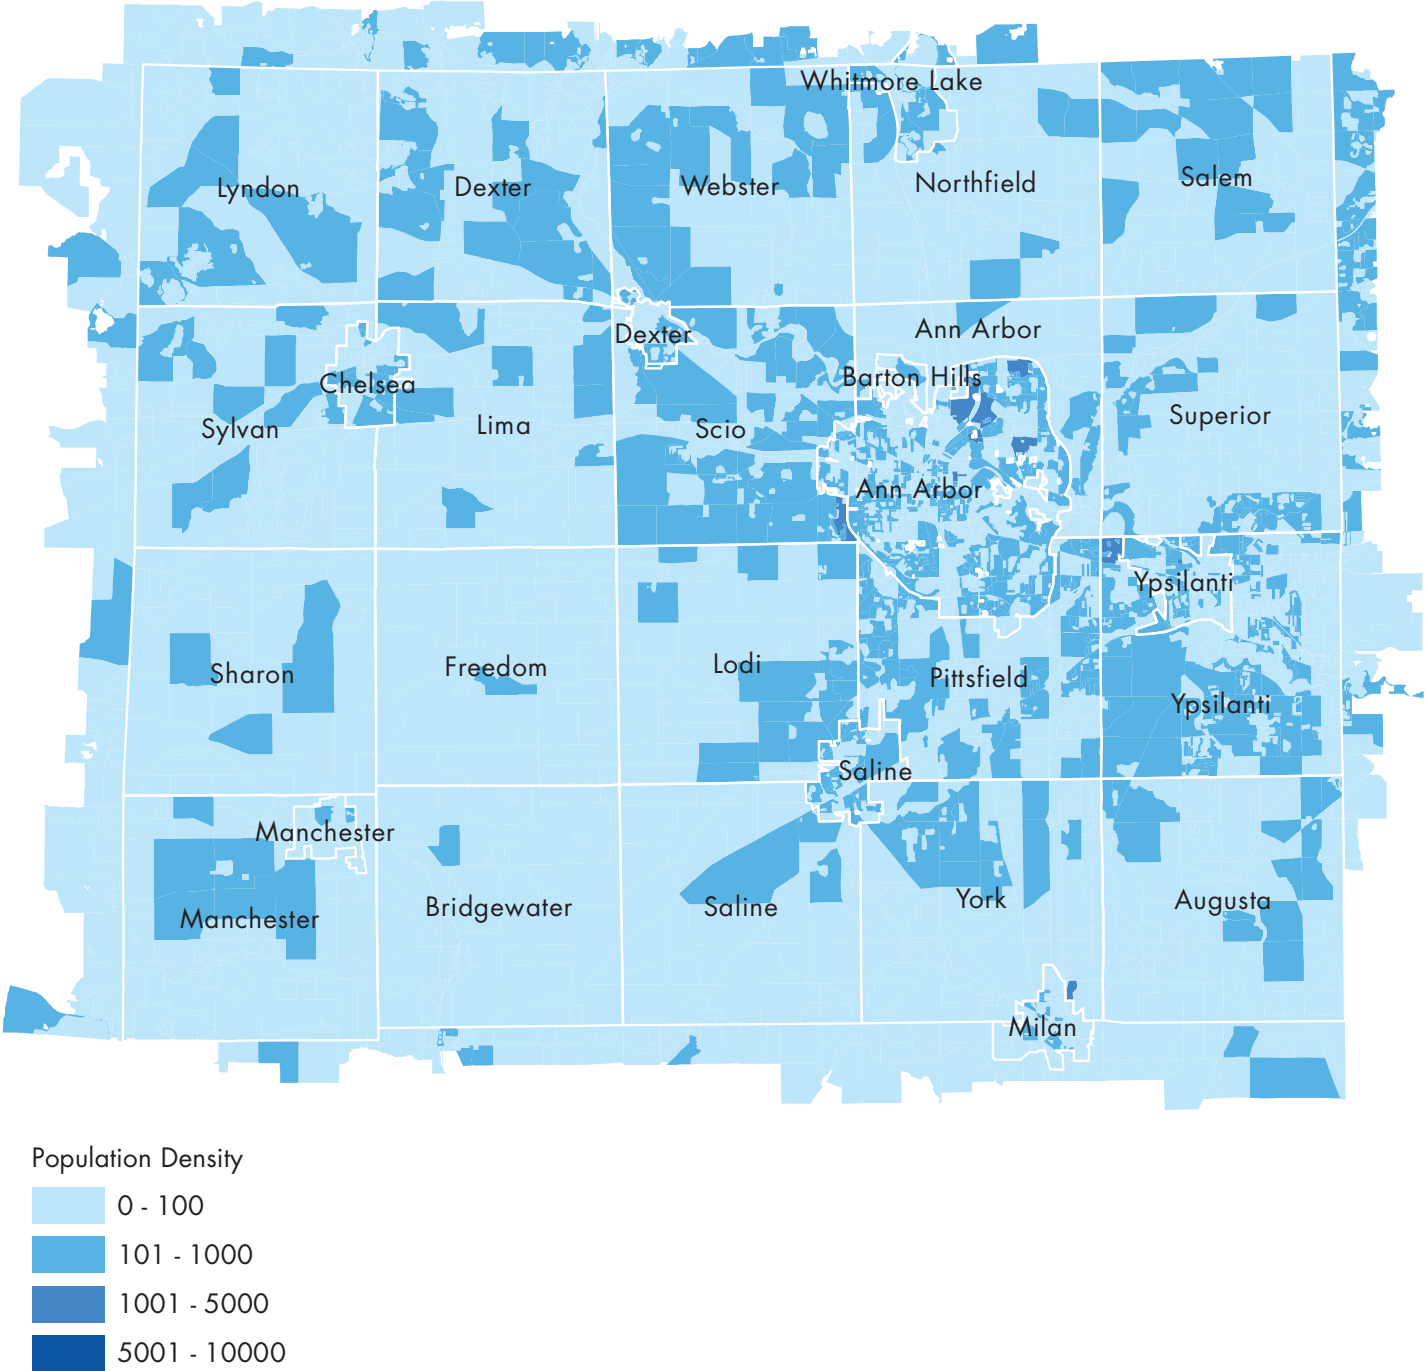 Whitmore Lake
Lyndon
Dexter
Webster
Northfield
Salem
Dexter
Ann Arbor
Chelsea
Barton Hills
Sylvan
Lima
Scio
Superior
Ann Arbor
Ypsilanti
Sharon
Freedom
Lodi
Pittsfield
Ypsilanti
Saline
Manchester
Manchester
Bridgewater
Saline
York
Augusta
Milan
Population Density
0 - 100
101 - 1000
1001 - 5000
5001 - 10000